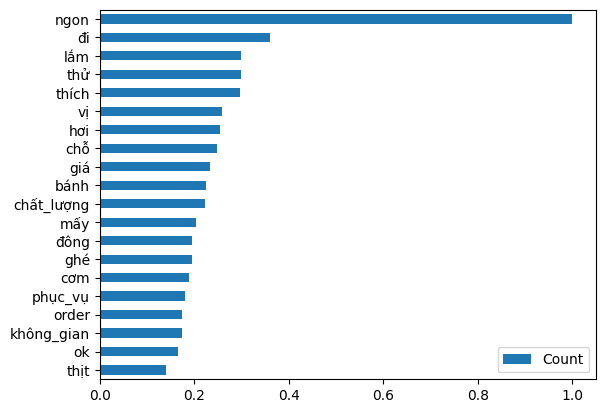 ngon
đi
lắm
thử
thích
vị
hơi
chỗ
giá
bánh
chất_lượng
mấy
đông
ghé
cơm
phục_vụ
order
không_gian
ok
thịt
Count
0.0 0.2 0.4 0.6 0.8 1.0